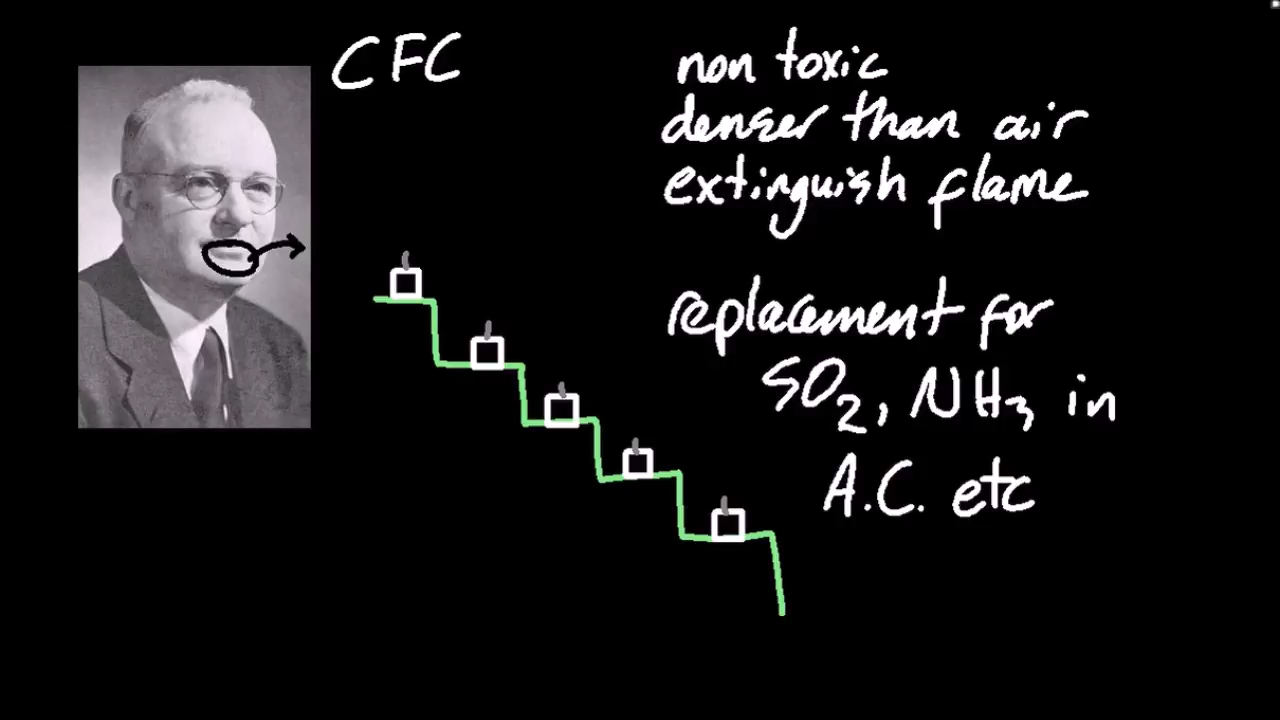 CFC
non toxic
denser than air
extinguish flame
replacement for
SO₂, NH₃ in
A.C. etc